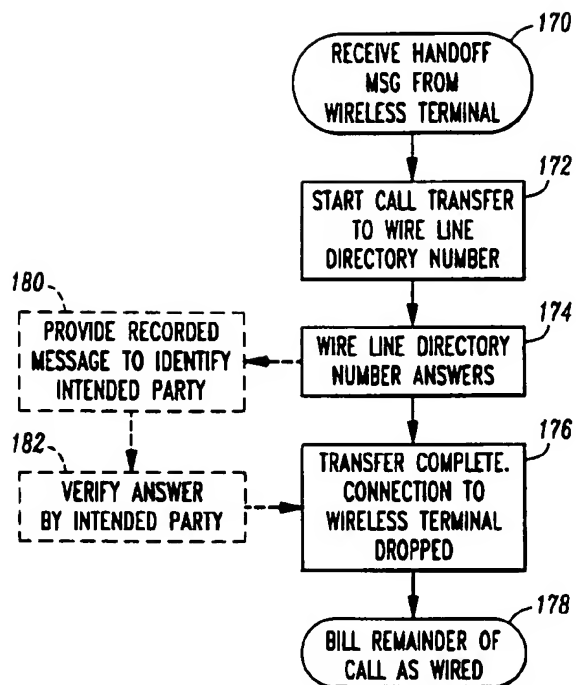 170
RECEIVE HANDOFF
MSG FROM
WIRELESS TERMINAL
172
START CALL TRANSFER
TO WIRE LINE
DIRECTORY NUMBER
180
PROVIDE RECORDED
MESSAGE TO IDENTIFY
INTENDED PARTY
174
WIRE LINE DIRECTORY
NUMBER ANSWERS
182
VERIFY ANSWER
BY INTENDED PARTY
176
TRANSFER COMPLETE.
CONNECTION TO
WIRELESS TERMINAL
DROPPED
178
BILL REMAINDER OF
CALL AS WIRED